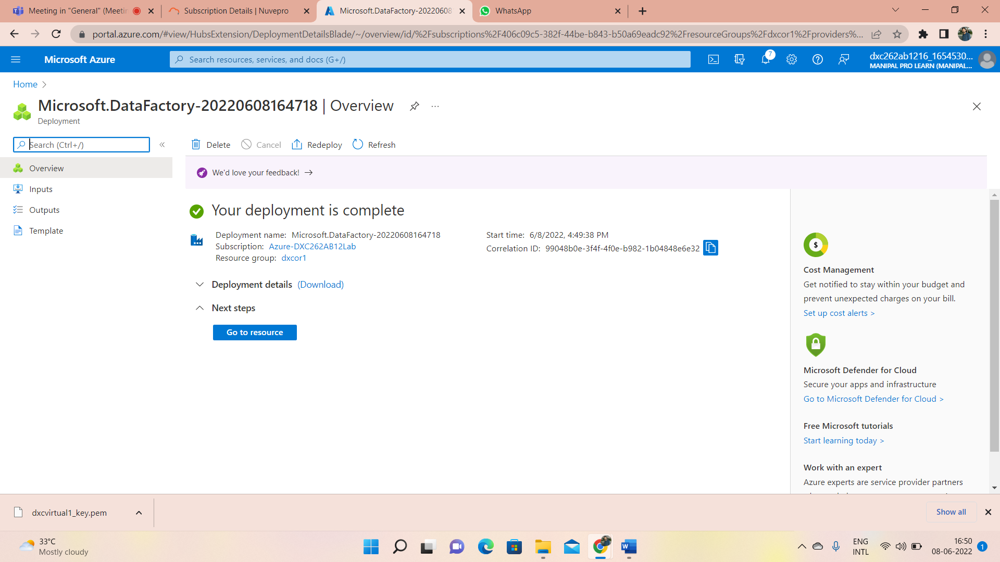 Meeting in "General" (Meetin
Subscription Details | Nuvepro
Microsoft.DataFactory-20220608
WhatsApp
portal.azure.com/#view/HubsExtension/DeploymentDetailsBlade/~/overview/id/%2Fsubscriptions%2F406c09c5-382f-44be-b843-b50a69eadc92%2FresourceGroups%2Fdxcor1%2Fproviders%...
Microsoft Azure
Search resources, services, and docs (G+/)
7
dxc262ab1216_1654530...
MANIPAL PRO LEARN (MANIPAL...
Home
Microsoft.DataFactory-20220608164718 | Overview
Deployment
Search (Ctrl+/)
Delete
Cancel
Redeploy
Refresh
Overview
Inputs
Outputs
Template
We'd love your feedback!
Your deployment is complete
Deployment name: Microsoft.DataFactory-20220608164718
Subscription: Azure-DXC262AB12Lab
Resource group: dxcor1
Start time: 6/8/2022, 4:49:38 PM
Correlation ID: 99048b0e-3f4f-4f0e-b982-1b04848e6e32
Deployment details (Download)
Next steps
Go to resource
$
Cost Management
Get notified to stay within your budget and
prevent unexpected charges on your bill.
Set up cost alerts >
Microsoft Defender for Cloud
Secure your apps and infrastructure
Go to Microsoft Defender for Cloud >
Free Microsoft tutorials
Start learning today >
Work with an expert
Azure experts are service provider partners
dxcvirtual1_key.pem
Show all
33°C
Mostly cloudy
W
ENG
INTL
16:50
08-06-2022
1